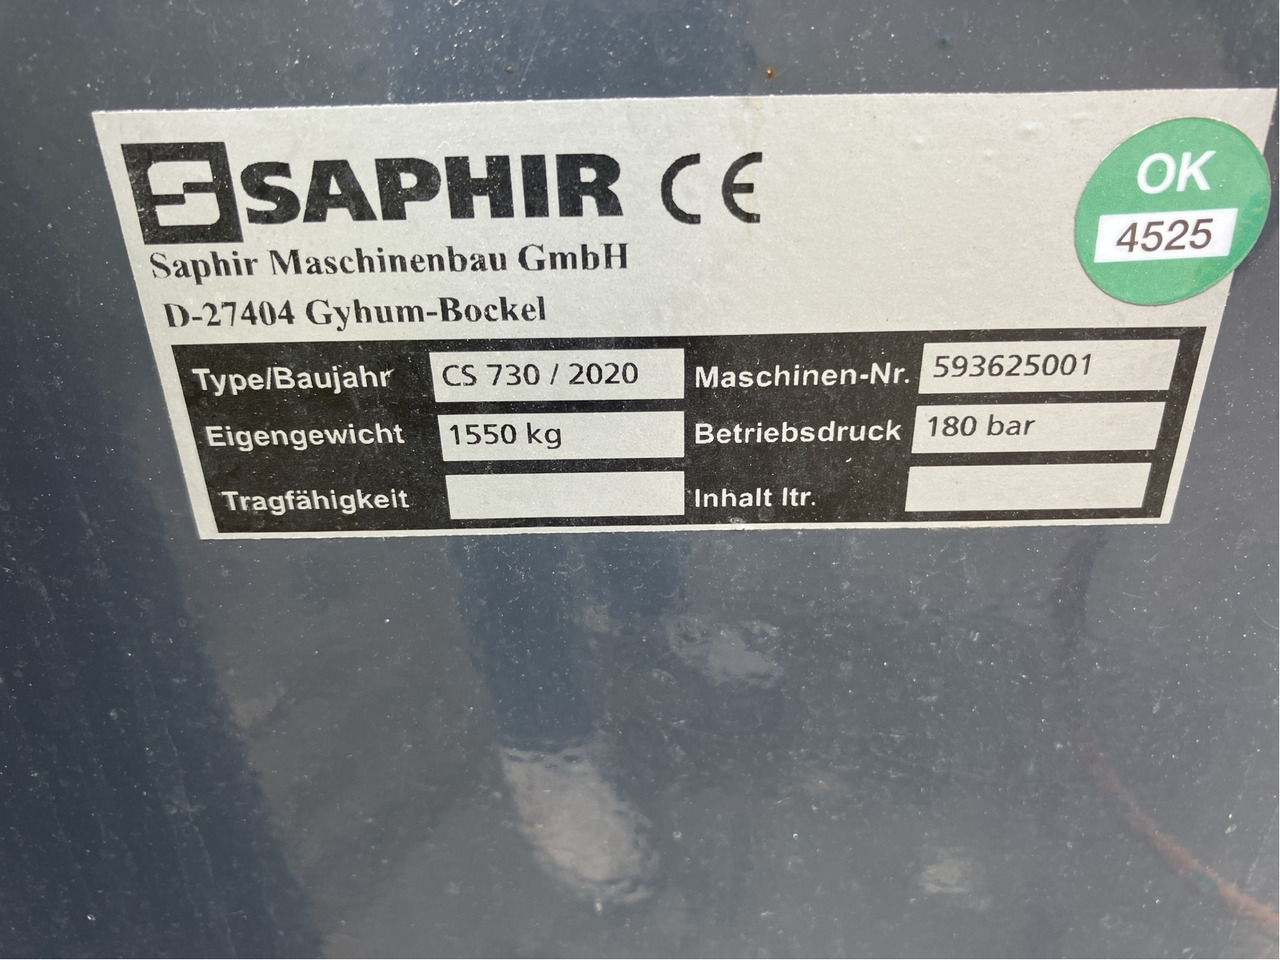 SAPHIR CE
Saphir Maschinenbau GmbH
D-27404 Gyhum-Bockel
OK
4525
Type/Baujahr CS 730 / 2020 Maschinen-Nr. 593625001
Eigengewicht 1550 kg Betriebsdruck 180 bar
Tragfähigkeit Inhalt ltr.